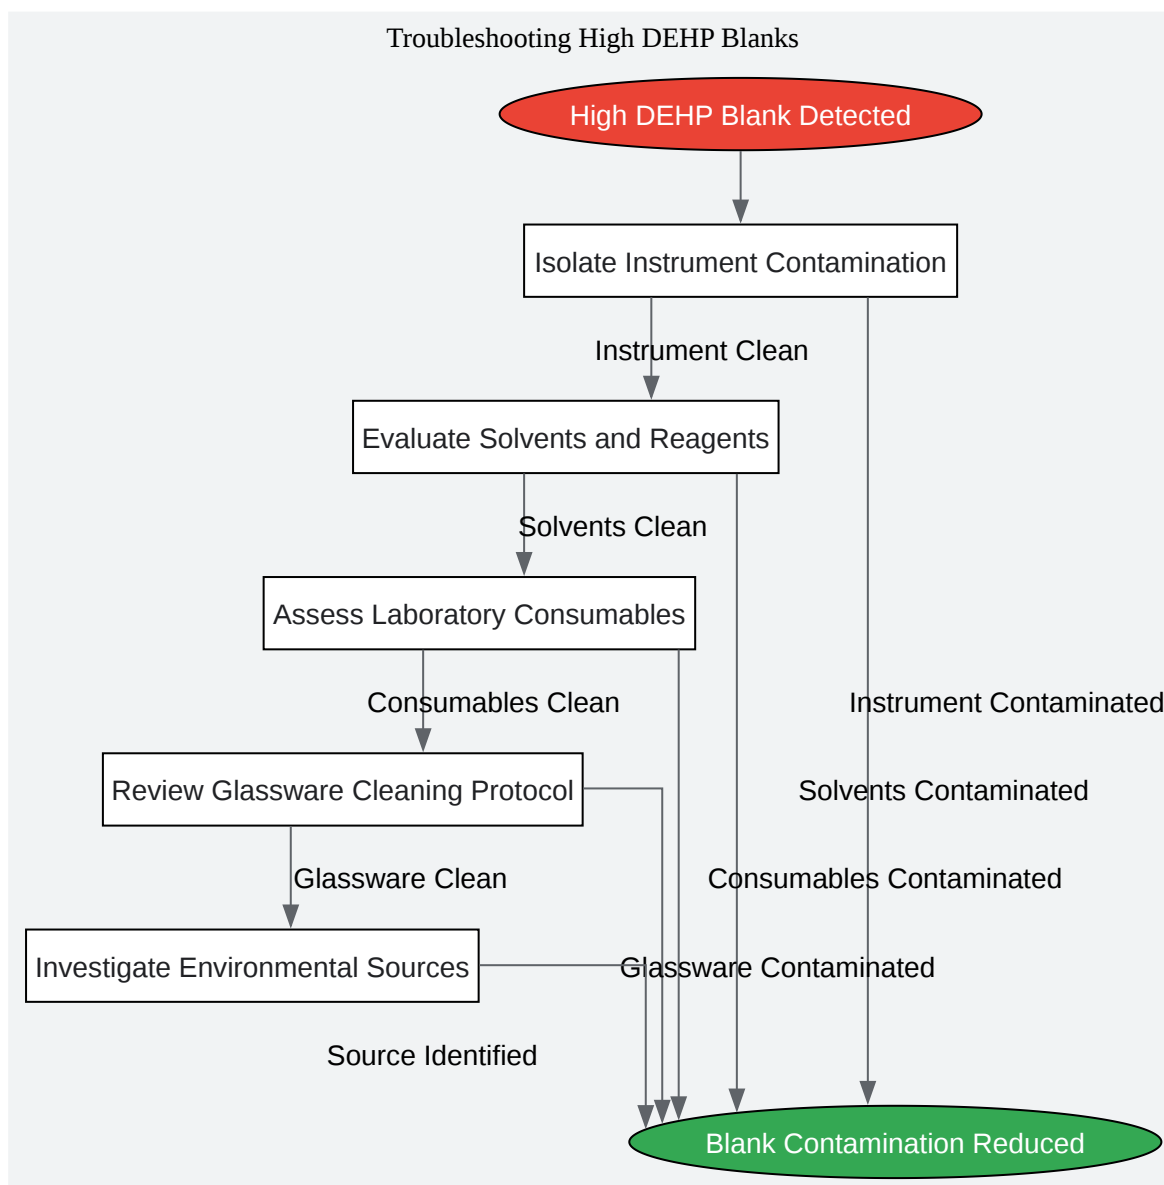 Troubleshooting High DEHP Blanks
High DEHP Blank Detected
Isolate Instrument Contamination
Instrument Clean
Evaluate Solvents and Reagents
Solvents Clean
Assess Laboratory Consumables
Consumables Clean
Instrument Contaminated
Review Glassware Cleaning Protocol
Solvents Contaminated
Glassware Clean
Consumables Contaminated
Investigate Environmental Sources
Glassware Contaminated
Source Identified
Blank Contamination Reduced